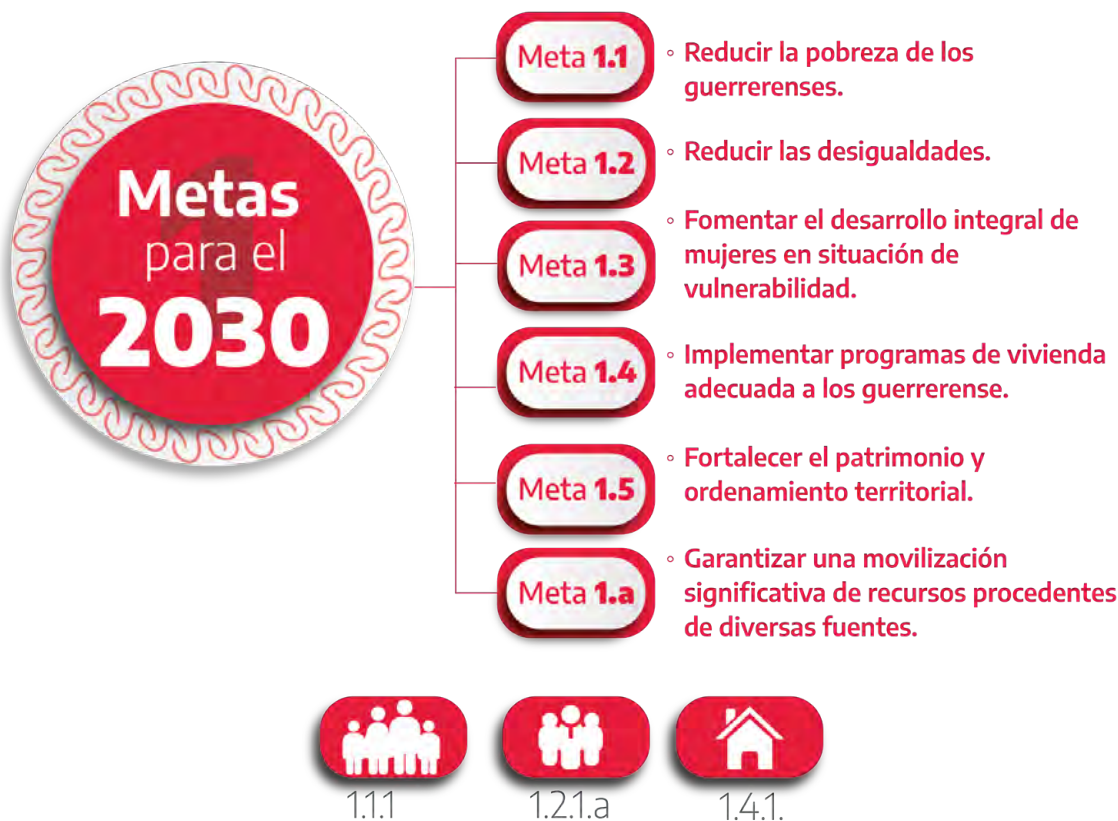 Metas
para el
2030
1
Meta 1.1
◦ Reducir la pobreza de los
guerrerenses.
Meta 1.2
◦ Reducir las desigualdades.
Meta 1.3
◦ Fomentar el desarrollo integral de
mujeres en situación de
vulnerabilidad.
Meta 1.4
◦ Implementar programas de vivienda
adecuada a los guerrerense.
Meta 1.5
◦ Fortalecer el patrimonio y
ordenamiento territorial.
Meta 1.a
◦ Garantizar una movilización
significativa de recursos procedentes
de diversas fuentes.
1.1.1
1.2.1.a
1.4.1.